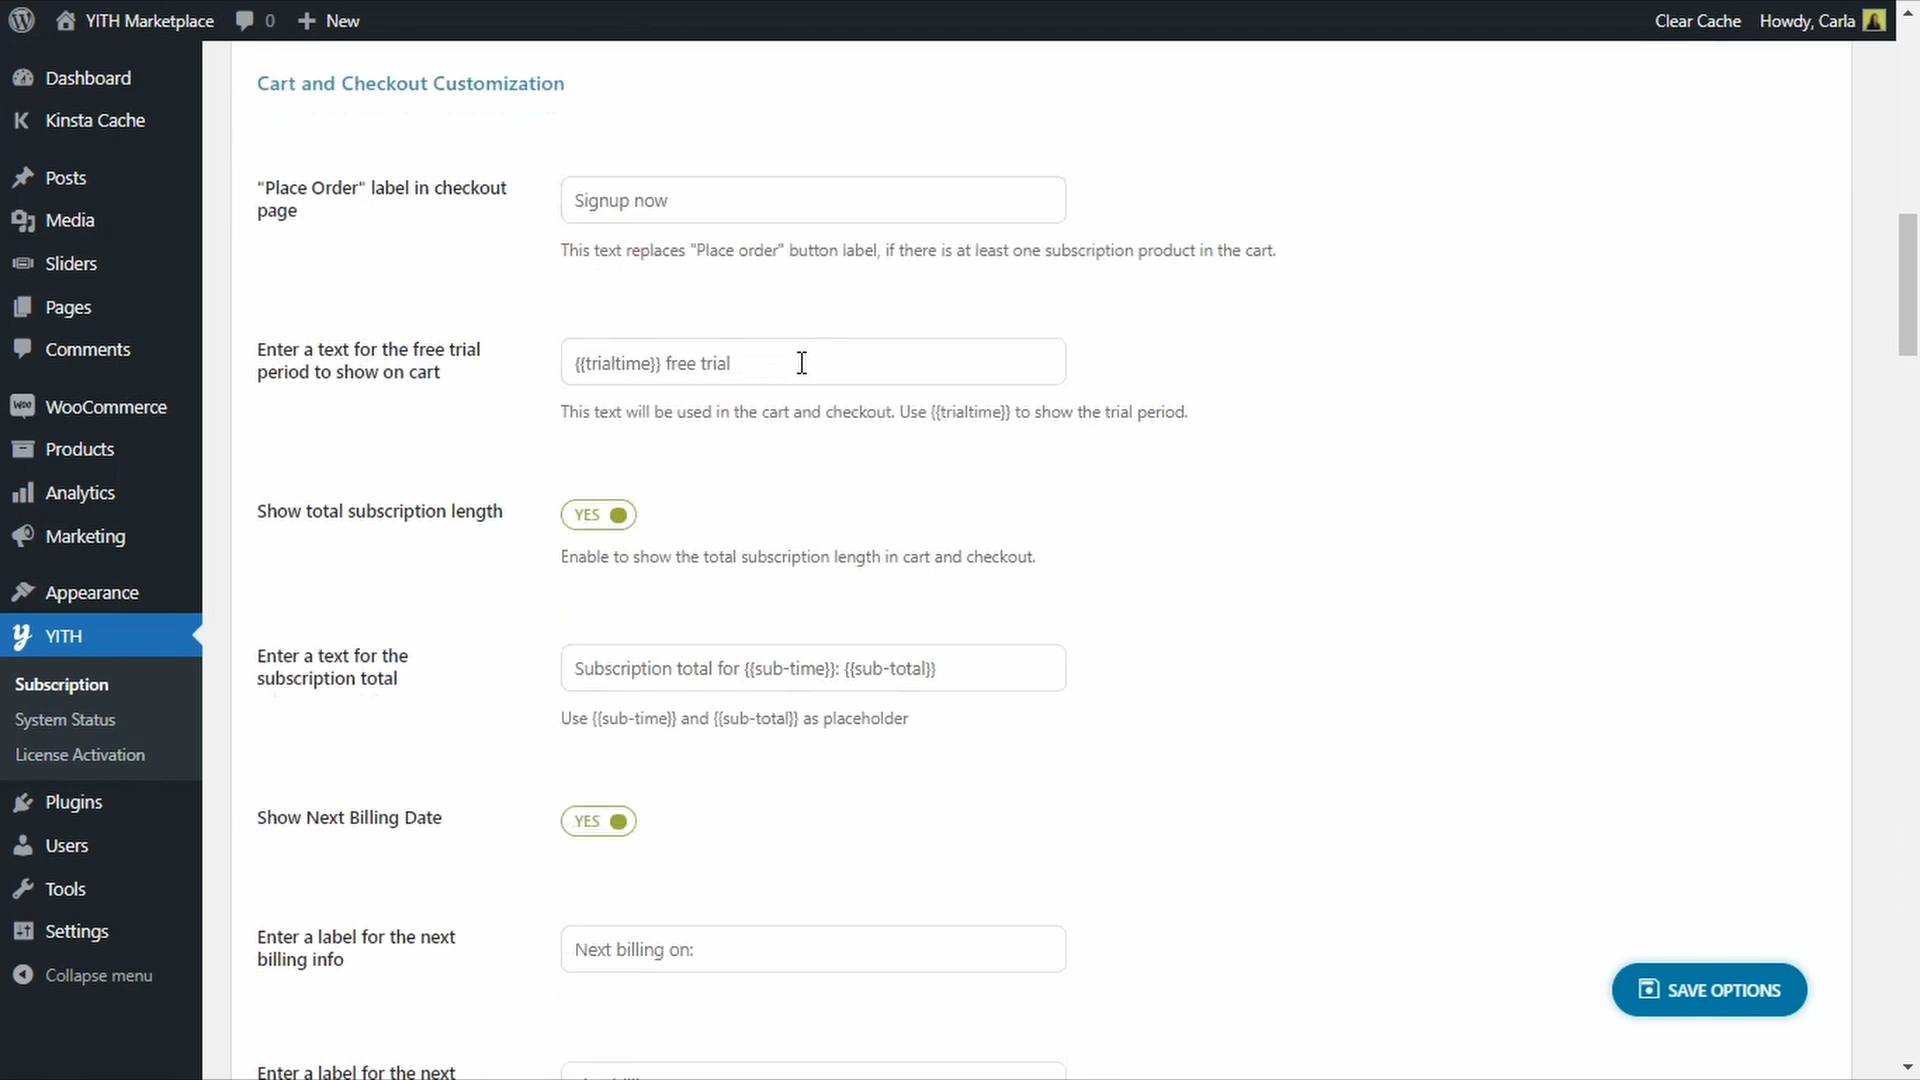 YITH Marketplace 0 New Clear Cache Howdy, Carla
Dashboard
Kinsta Cache
Posts
Media
Sliders
Pages
Comments
WooCommerce
Products
Analytics
Marketing
Appearance
YITH
Subscription
System Status
License Activation
Plugins
Users
Tools
Settings
Collapse menu
Cart and Checkout Customization
"Place Order" label in checkout
page
Signup now
This text replaces "Place order" button label, if there is at least one subscription product in the cart.
Enter a text for the free trial
period to show on cart
{{trialtime}} free trial
This text will be used in the cart and checkout. Use {{trialtime}} to show the trial period.
Show total subscription length
YES
Enable to show the total subscription length in cart and checkout.
Enter a text for the
subscription total
Subscription total for {{sub-time}}: {{sub-total}}
Use {{sub-time}} and {{sub-total}} as placeholder
Show Next Billing Date
YES
Enter a label for the next
billing info
Next billing on:
SAVE OPTIONS
Enter a label for the next